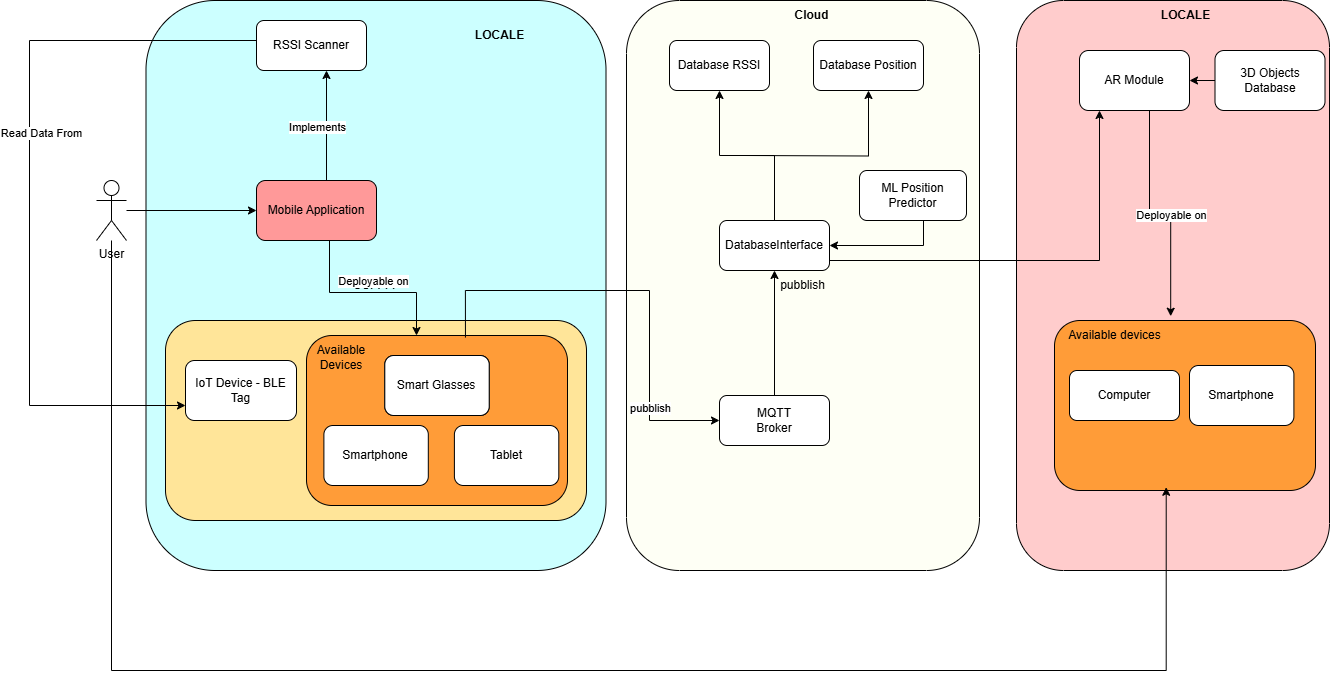 LOCALE
RSSI Scanner
Read Data From
Implements
User
Mobile Application
Deployable on
IoT Device - BLE
Tag
Available
Devices
Smart Glasses
Smartphone
Tablet
Cloud
Database RSSI
Database Position
ML Position
Predictor
DatabaseInterface
pubblish
pubblish
MQTT
Broker
LOCALE
AR Module
3D Objects
Database
Deployable on
Available devices
Computer
Smartphone